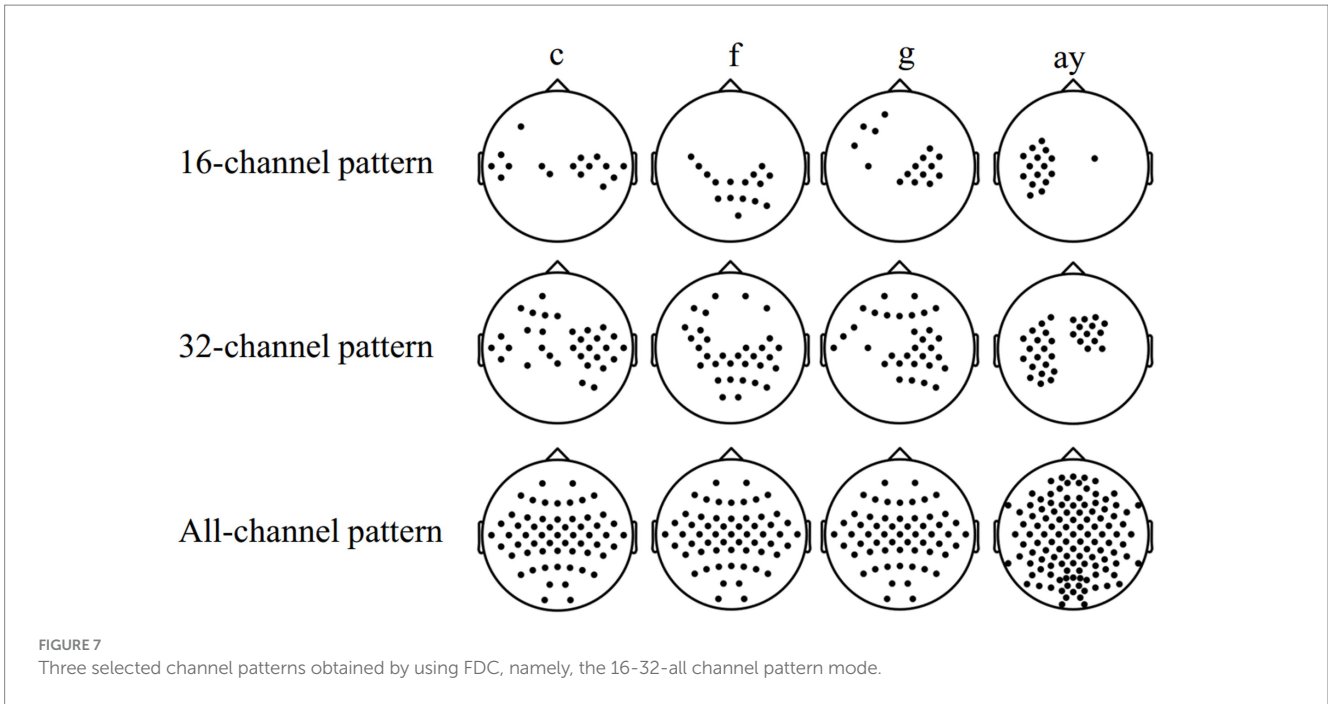 c f g ay
16-channel pattern
32-channel pattern
All-channel pattern
FIGURE 7
Three selected channel patterns obtained by using FDC, namely, the 16-32-all channel pattern mode.